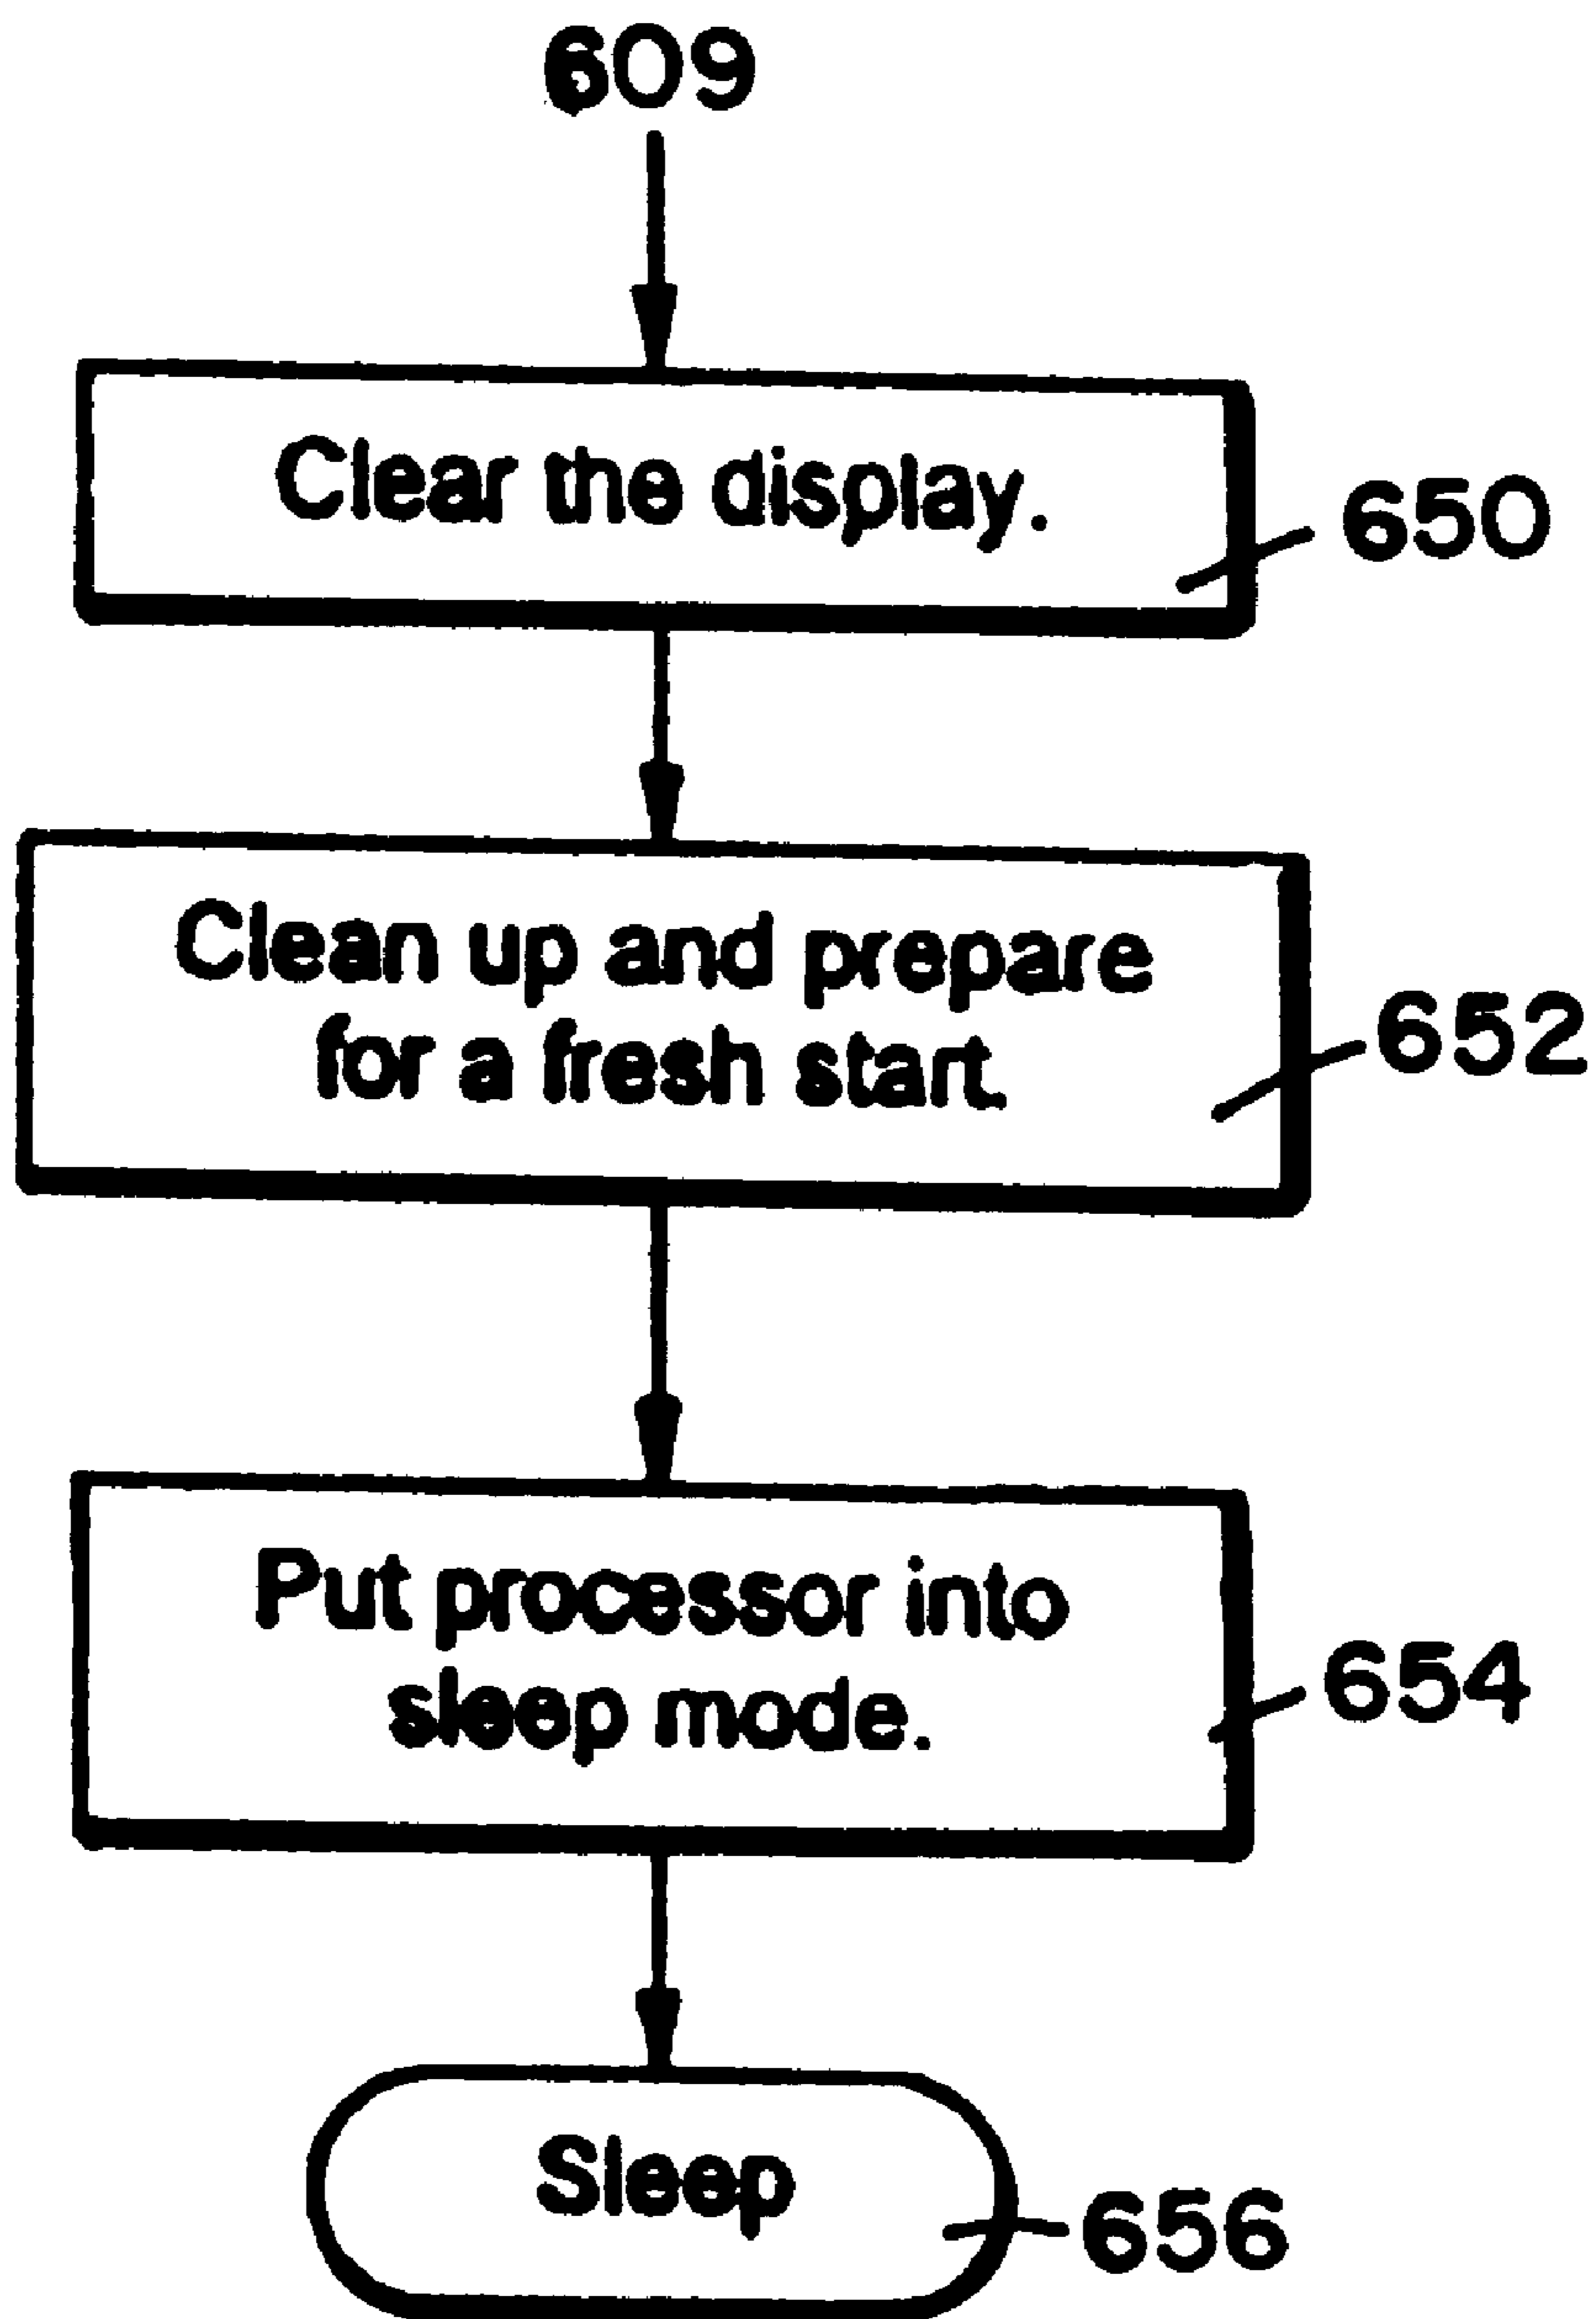 609
Clear the display.
650
Clean up and prepare
for a fresh start
652
Put processor into
sleep mode.
654
Sleep
656